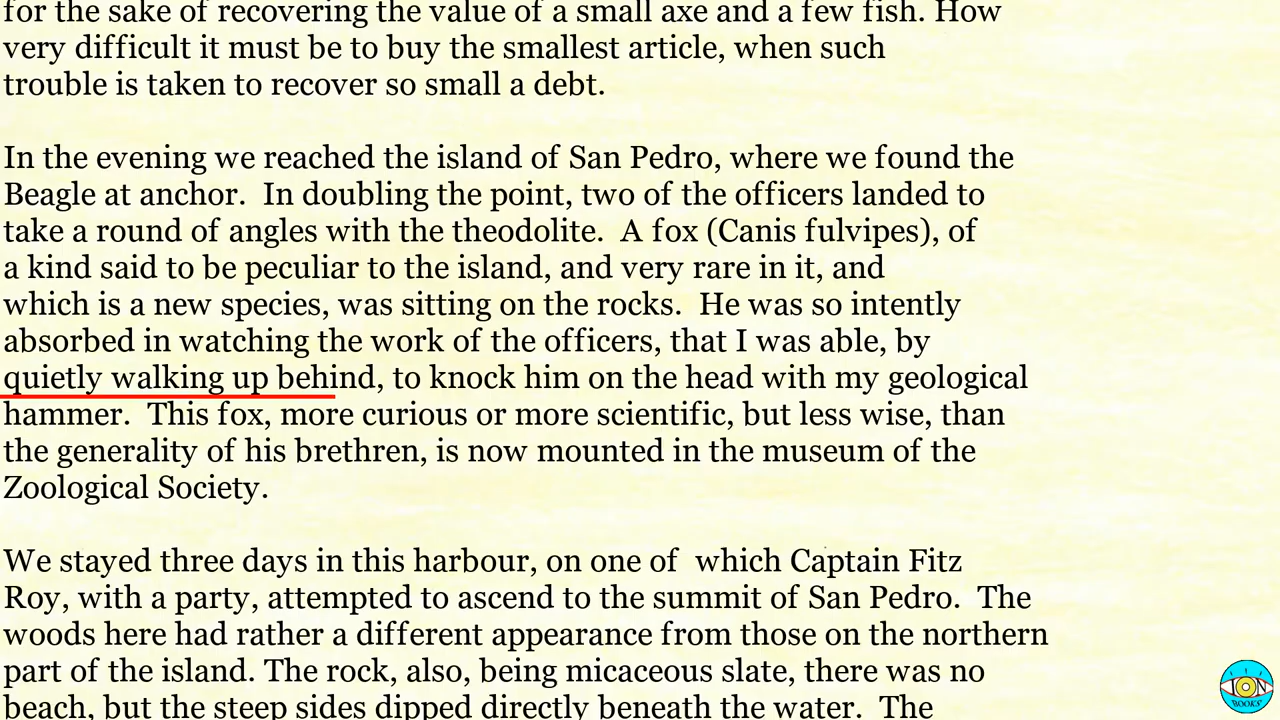 for the sake of recovering the value of a small axe and a few fish. How
very difficult it must be to buy the smallest article, when such
trouble is taken to recover so small a debt.
In the evening we reached the island of San Pedro, where we found the
Beagle at anchor.  In doubling the point, two of the officers landed to
take a round of angles with the theodolite.  A fox (Canis fulvipes), of
a kind said to be peculiar to the island, and very rare in it, and
which is a new species, was sitting on the rocks.  He was so intently
absorbed in watching the work of the officers, that I was able, by
quietly walking up behind, to knock him on the head with my geological
hammer.  This fox, more curious or more scientific, but less wise, than
the generality of his brethren, is now mounted in the museum of the
Zoological Society.
We stayed three days in this harbour, on one of  which Captain Fitz
Roy, with a party, attempted to ascend to the summit of San Pedro.  The
woods here had rather a different appearance from those on the northern
part of the island. The rock, also, being micaceous slate, there was no
beach, but the steep sides dipped directly beneath the water.  The
ION
BOOKS